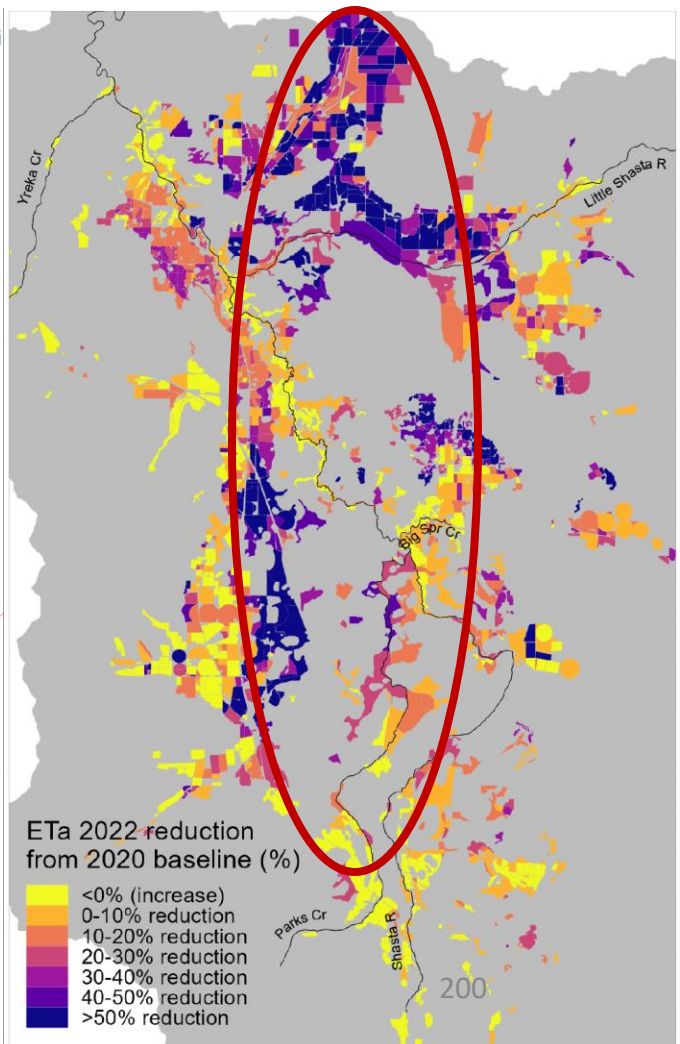 Yreka Cr
Little Shasta R
Big Spr Cr
ETa 2022 reduction
from 2020 baseline (%)
<0% (increase)
0-10% reduction
10-20% reduction
20-30% reduction
30-40% reduction
40-50% reduction
>50% reduction
Parks Cr
Shasta R
200